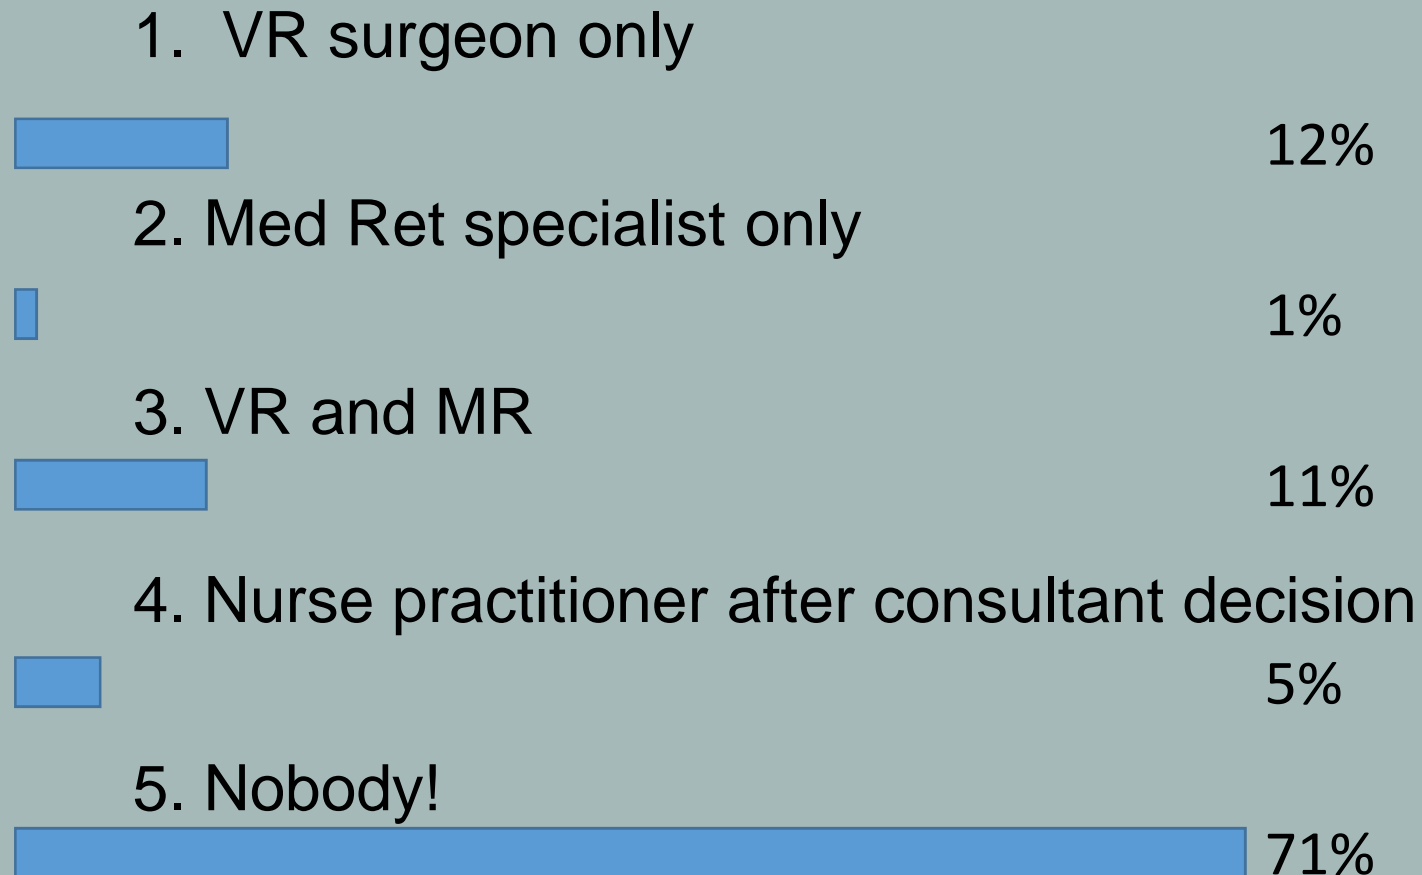 1. VR surgeon only
12%
2. Med Ret specialist only
1%
3. VR and MR
11%
4. Nurse practitioner after consultant decision
5%
5. Nobody!
71%